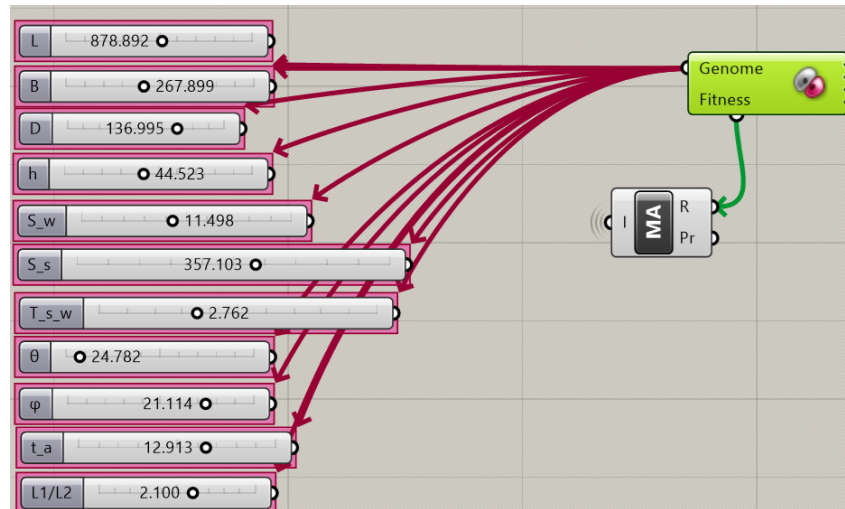 L 878.892
B 267.899
D 136.995
h 44.523
S_w 11.498
S_s 357.103
T_s_w 2.762
θ 24.782
φ 21.114
t_a 12.913
L1/L2 2.100
Genome
Fitness
I MA R
Pr